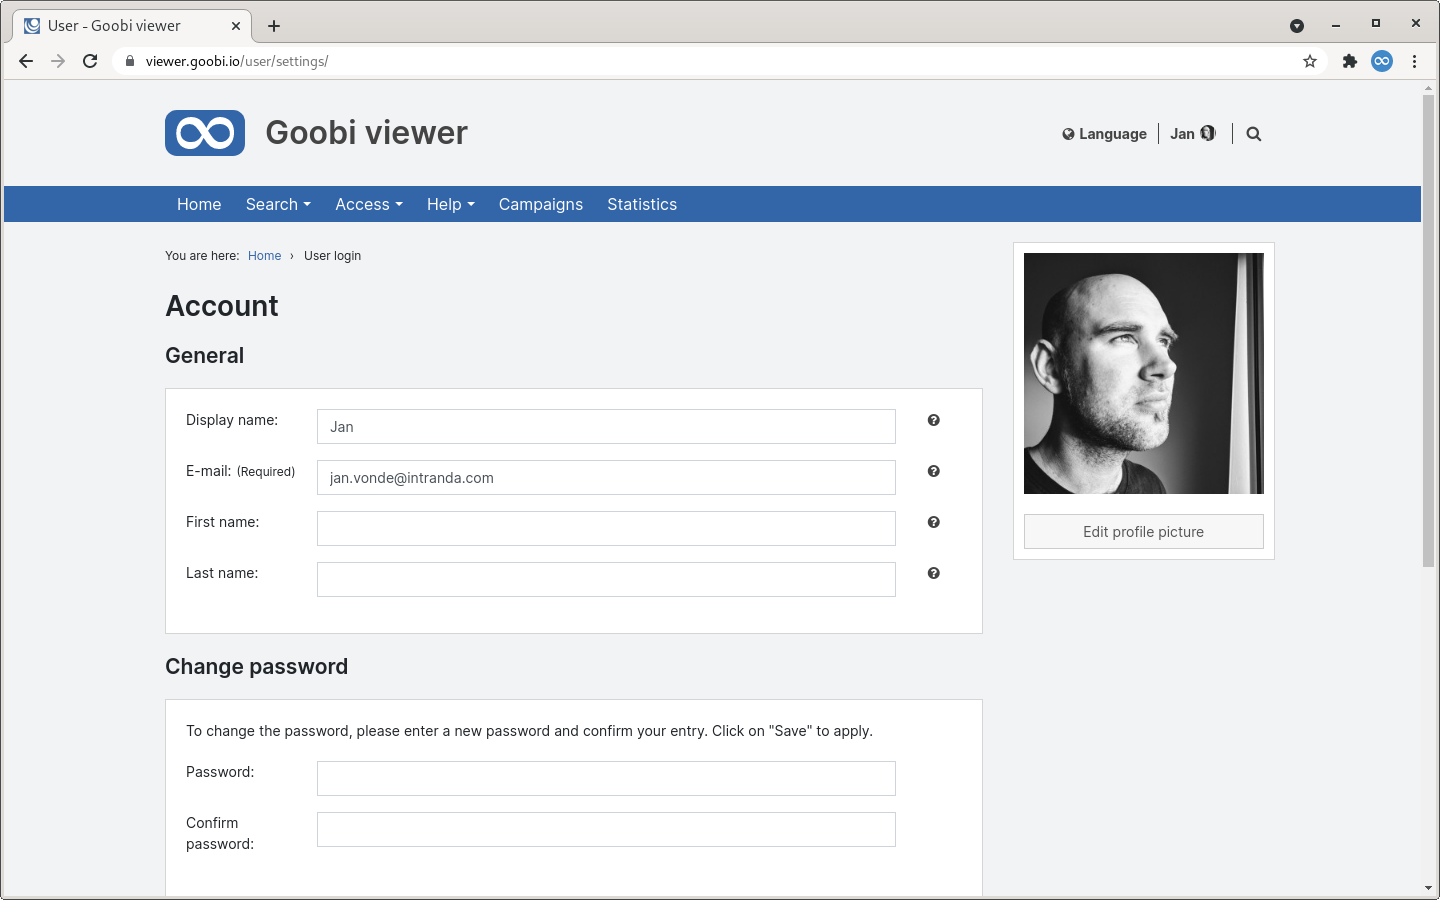 User - Goobi viewer
viewer.goobi.io/user/settings/
Goobi viewer
Language
Jan
Home
Search
Access
Help
Campaigns
Statistics
You are here: Home › User login
Account
General
Display name:
Jan
E-mail: (Required)
jan.vonde@intranda.com
First name:
Last name:
Edit profile picture
Change password
To change the password, please enter a new password and confirm your entry. Click on "Save" to apply.
Password:
Confirm
password: